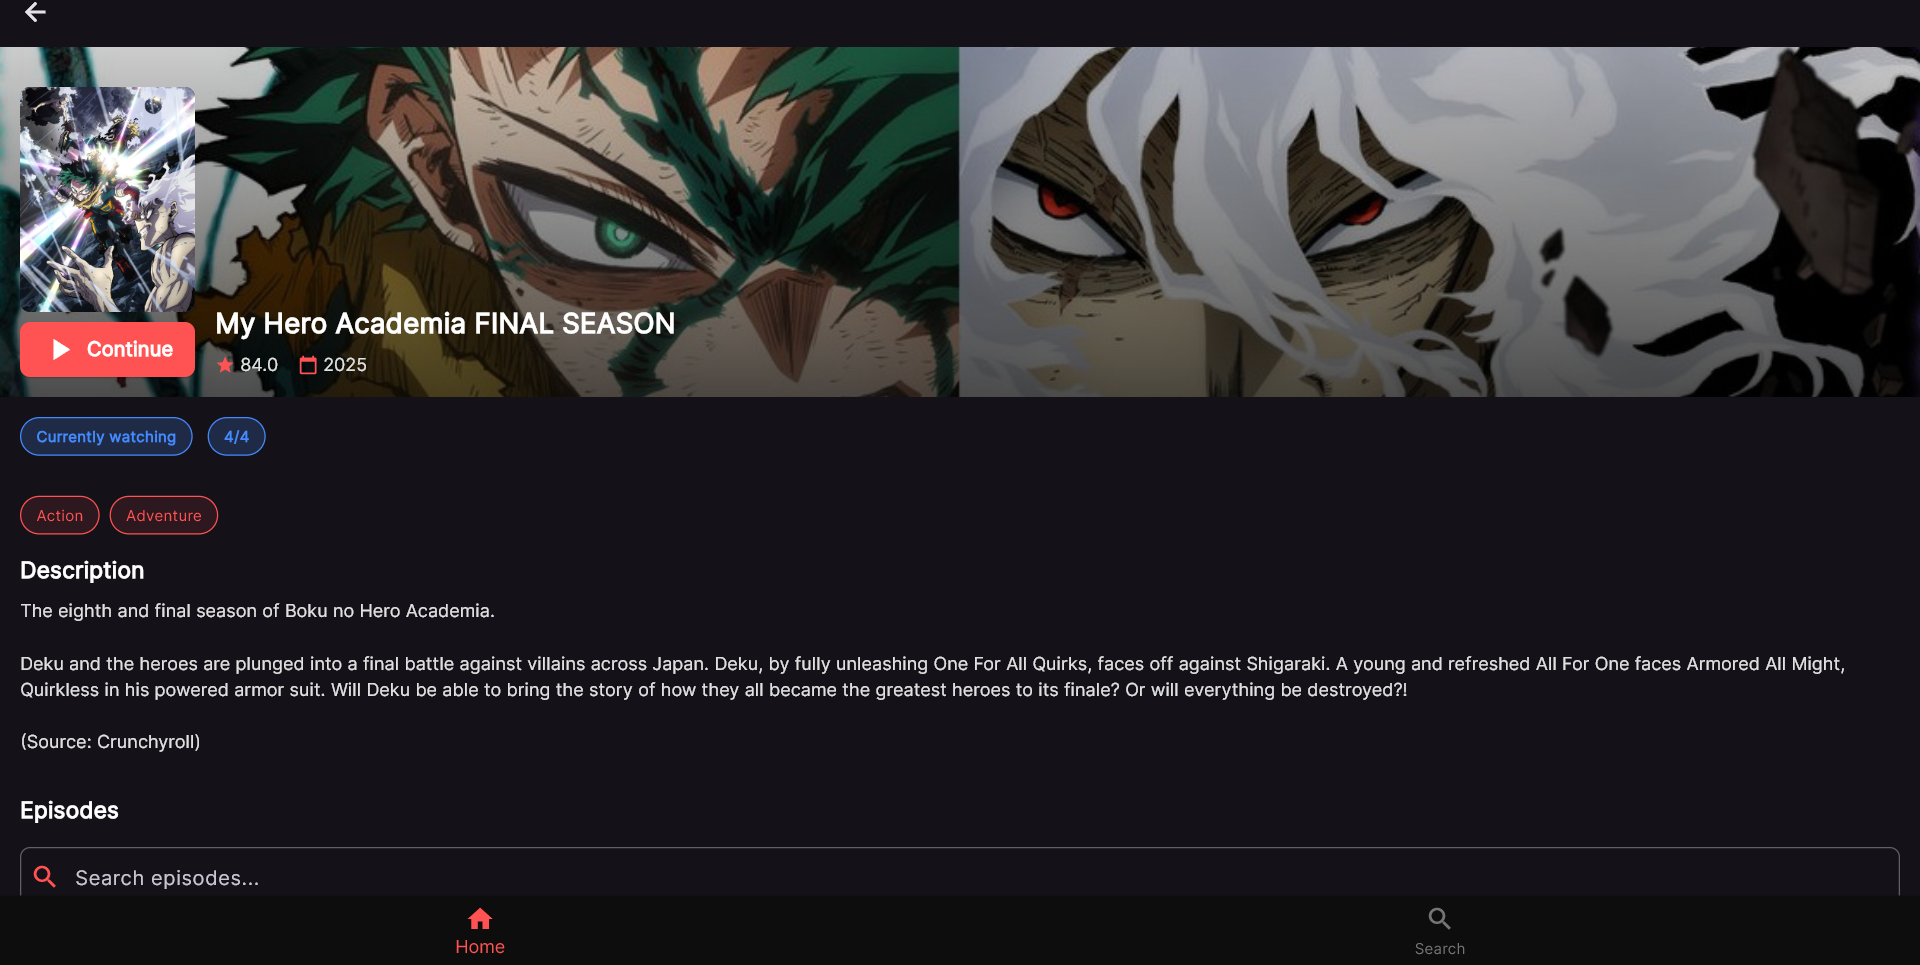 My Hero Academia FINAL SEASON
Continue
84.0 2025
Currently watching 4/4
Action Adventure
Description
The eighth and final season of Boku no Hero Academia.
Deku and the heroes are plunged into a final battle against villains across Japan. Deku, by fully unleashing One For All Quirks, faces off against Shigaraki. A young and refreshed All For One faces Armored All Might,
Quirkless in his powered armor suit. Will Deku be able to bring the story of how they all became the greatest heroes to its finale? Or will everything be destroyed?!
(Source: Crunchyroll)
Episodes
Search episodes...
Home Search